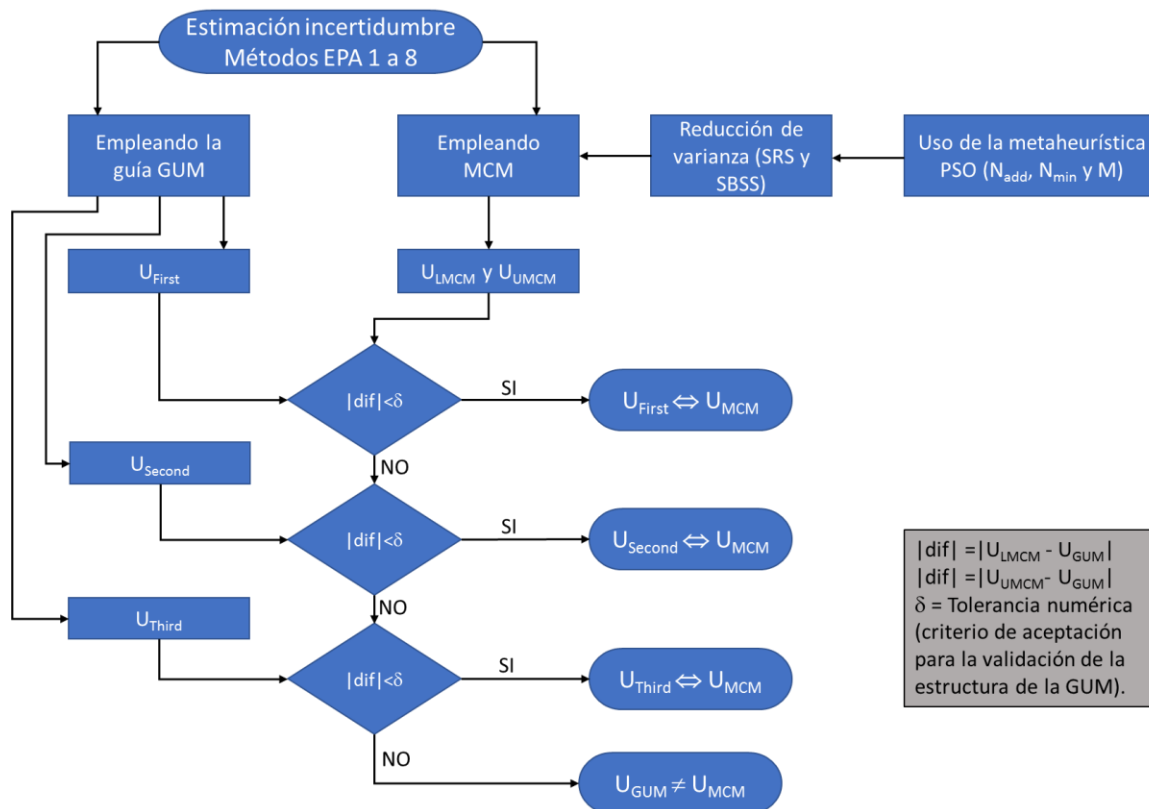 Estimación incertidumbre
Métodos EPA 1 a 8
Empleando la
guía GUM
Empleando
MCM
Reducción de
varianza (SRS y
SBSS)
Uso de la metaheurística
PSO (Nadd, Nmin y M)
UFirst
ULMCM y UUMCM
|dif|<δ
SI
UFirst ⇔ UMCM
NO
USecond
|dif|<δ
SI
USecond ⇔ UMCM
NO
UThird
|dif|<δ
SI
UThird ⇔ UMCM
NO
UGUM ≠ UMCM
|dif| =|ULMCM - UGUM|
|dif| =|UUMCM- UGUM|
δ = Tolerancia numérica
(criterio de aceptación
para la validación de la
estructura de la GUM).